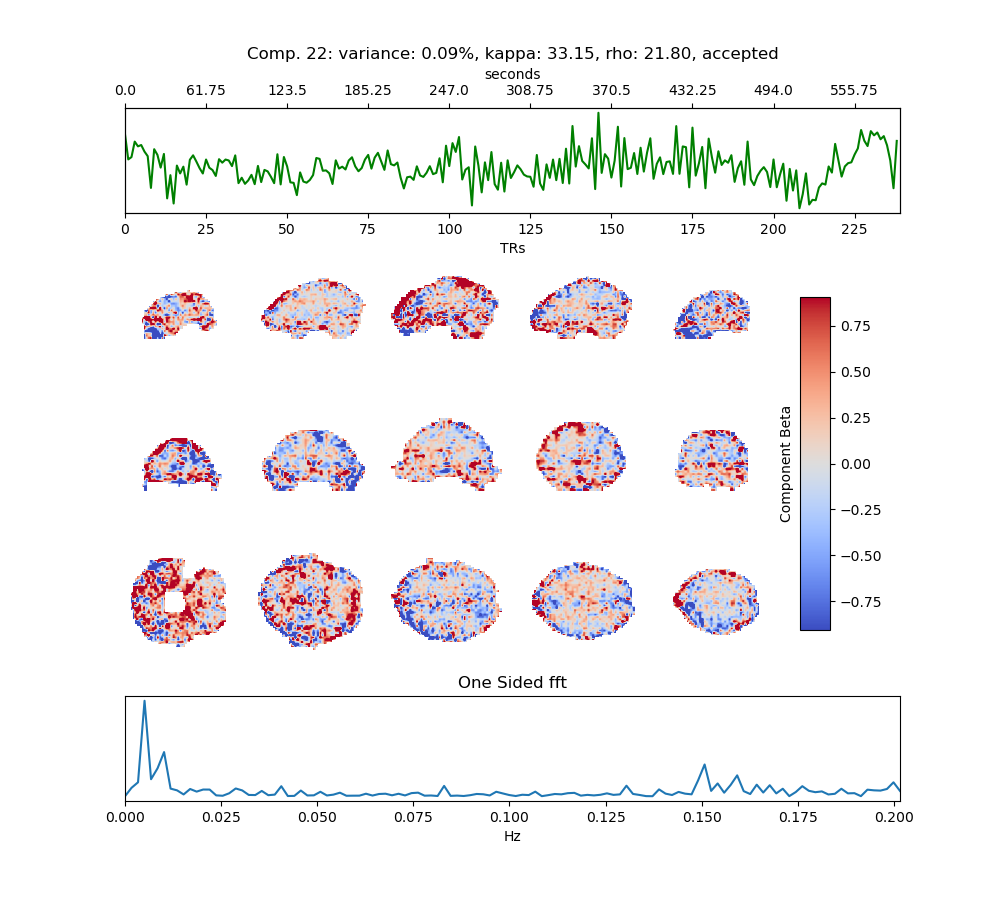 Comp. 22: variance: 0.09%, kappa: 33.15, rho: 21.80, accepted
seconds
0.0 61.75 123.5 185.25 247.0 308.75 370.5 432.25 494.0 555.75
0 25 50 75 100 125 150 175 200 225
TRs
0.75
0.50
0.25
0.00
−0.25
−0.50
−0.75
Component Beta
One Sided fft
0.000 0.025 0.050 0.075 0.100 0.125 0.150 0.175 0.200
Hz